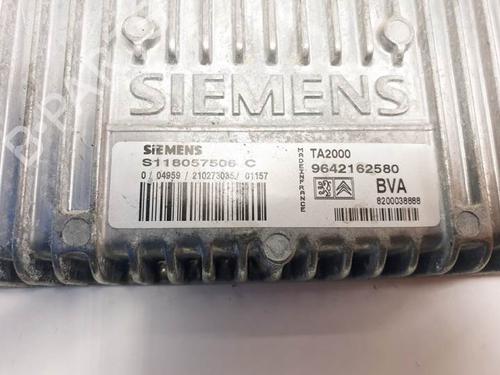 SIEMENS
SIEMENS
S118057506 C
0 / 04959 / 210273035 / 01157
MADE IN FRANCE
TA2000
9642162580
BVA
8200038888